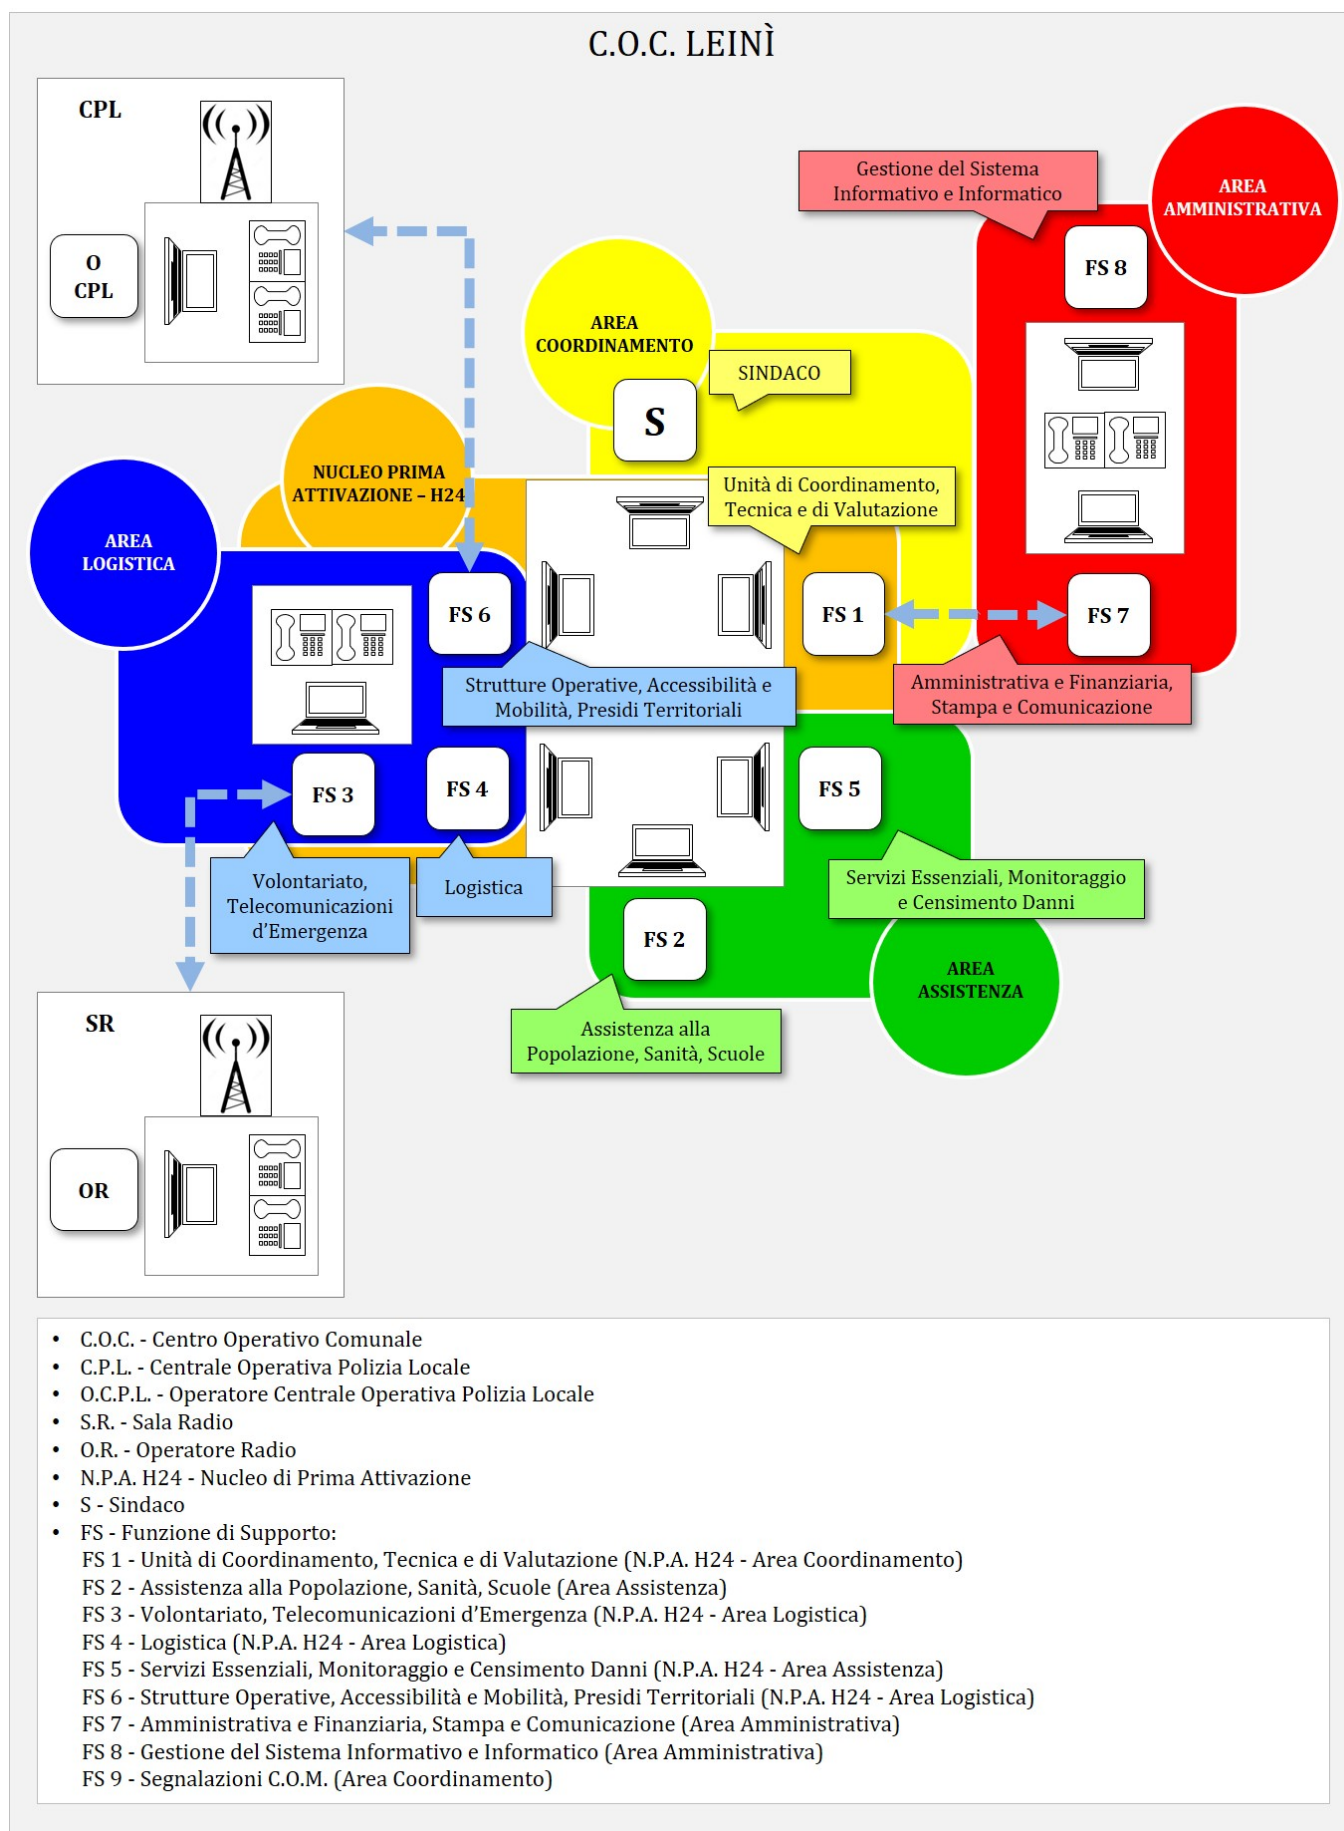 C.O.C. LEINÌ
CPL
O
CPL
Gestione del Sistema
Informativo e Informatico
AREA
AMMINISTRATIVA
FS 8
AREA
COORDINAMENTO
SINDACO
S
NUCLEO PRIMA
ATTIVAZIONE – H24
Unità di Coordinamento,
Tecnica e di Valutazione
AREA
LOGISTICA
FS 6
FS 1
FS 7
Strutture Operative, Accessibilità e
Mobilità, Presidi Territoriali
Amministrativa e Finanziaria,
Stampa e Comunicazione
FS 3
FS 4
FS 5
Volontariato,
Telecomunicazioni
d’Emergenza
Logistica
Servizi Essenziali, Monitoraggio
e Censimento Danni
FS 2
AREA
ASSISTENZA
Assistenza alla
Popolazione, Sanità, Scuole
SR
OR
• C.O.C. - Centro Operativo Comunale
• C.P.L. - Centrale Operativa Polizia Locale
• O.C.P.L. - Operatore Centrale Operativa Polizia Locale
• S.R. - Sala Radio
• O.R. - Operatore Radio
• N.P.A. H24 - Nucleo di Prima Attivazione
• S - Sindaco
• FS - Funzione di Supporto:
FS 1 - Unità di Coordinamento, Tecnica e di Valutazione (N.P.A. H24 - Area Coordinamento)
FS 2 - Assistenza alla Popolazione, Sanità, Scuole (Area Assistenza)
FS 3 - Volontariato, Telecomunicazioni d’Emergenza (N.P.A. H24 - Area Logistica)
FS 4 - Logistica (N.P.A. H24 - Area Logistica)
FS 5 - Servizi Essenziali, Monitoraggio e Censimento Danni (N.P.A. H24 - Area Assistenza)
FS 6 - Strutture Operative, Accessibilità e Mobilità, Presidi Territoriali (N.P.A. H24 - Area Logistica)
FS 7 - Amministrativa e Finanziaria, Stampa e Comunicazione (Area Amministrativa)
FS 8 - Gestione del Sistema Informativo e Informatico (Area Amministrativa)
FS 9 - Segnalazioni C.O.M. (Area Coordinamento)